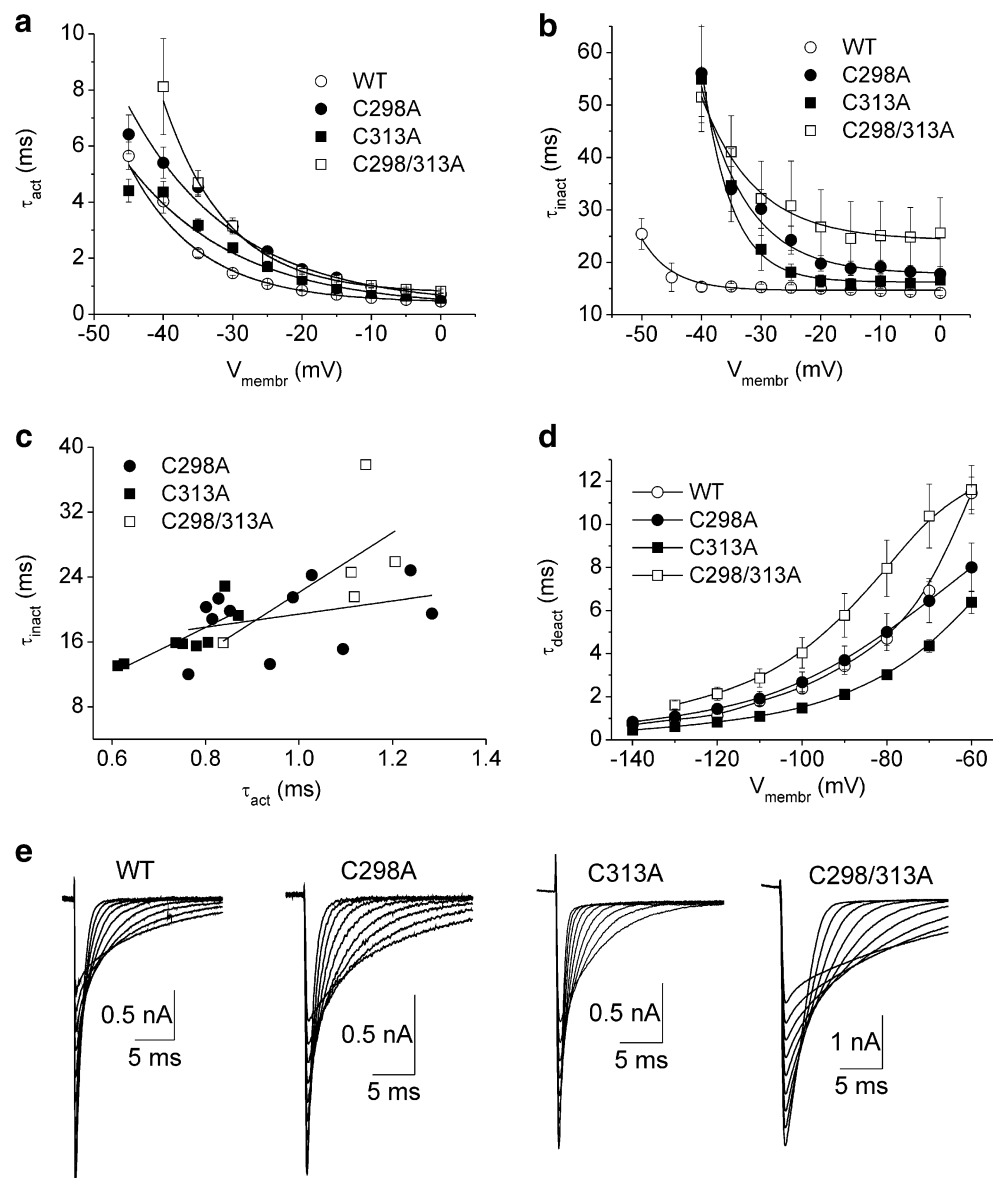 a
10
8
6
4
2
0
τact (ms)
-50
-40
-30
-20
-10
0
Vmembr (mV)
WT
C298A
C313A
C298/313A
b
60
50
40
30
20
10
τinact (ms)
-50
-40
-30
-20
-10
0
Vmembr (mV)
WT
C298A
C313A
C298/313A
c
40
32
24
16
8
τinact (ms)
0.6
0.8
1.0
1.2
1.4
τact (ms)
C298A
C313A
C298/313A
d
12
10
8
6
4
2
0
τdeact (ms)
-140
-120
-100
-80
-60
Vmembr (mV)
WT
C298A
C313A
C298/313A
e
WT
0.5 nA
5 ms
C298A
0.5 nA
5 ms
C313A
0.5 nA
5 ms
C298/313A
1 nA
5 ms